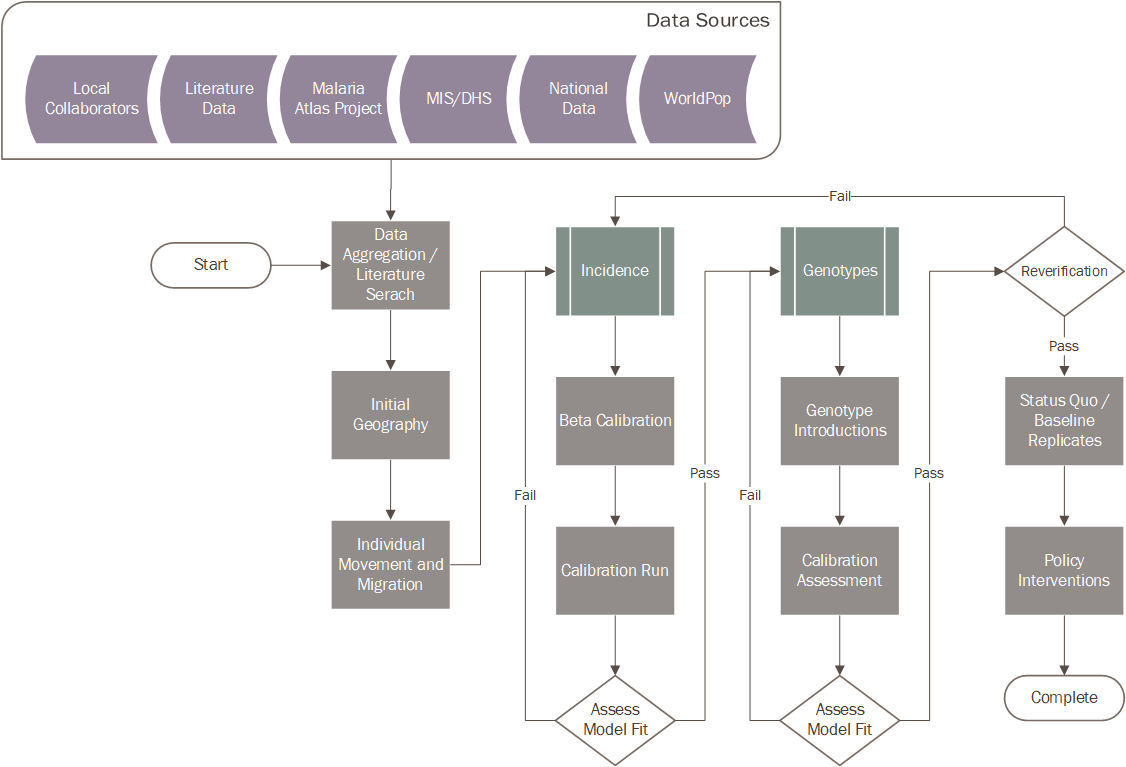 Data Sources
Local
Collaborators
Literature
Data
Malaria
Atlas Project
MIS/DHS
National
Data
WorldPop
Start
Data
Aggregation /
Literature
Serach
Initial
Geography
Individual
Movement and
Migration
Incidence
Beta Calibration
Calibration Run
Assess
Model Fit
Fail
Pass
Genotypes
Genotype
Introductions
Calibration
Assessment
Assess
Model Fit
Fail
Pass
Fail
Reverification
Pass
Status Quo /
Baseline
Replicates
Policy
Interventions
Complete